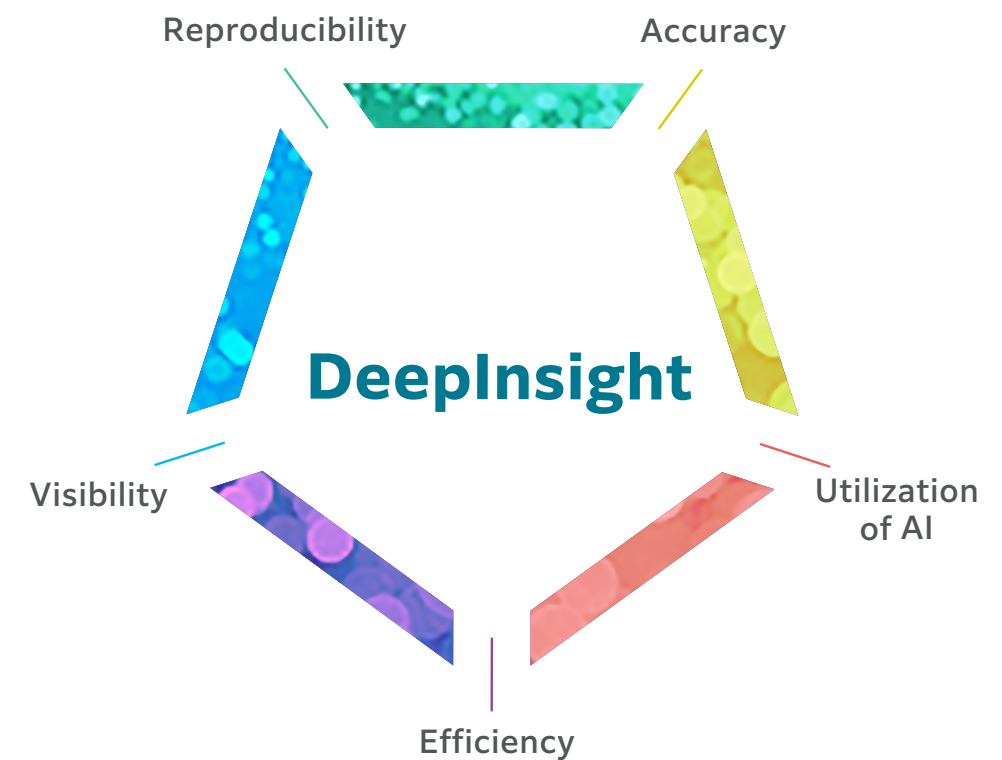 Reproducibility
Accuracy
DeepInsight
Visibility
Utilization
of AI
Efficiency